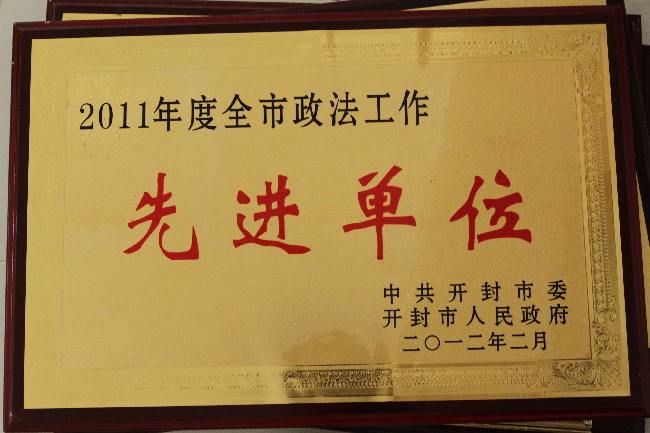 2011年度全市政法工作
先进单位
中共开封市委
开封市人民政府
二〇一二年二月